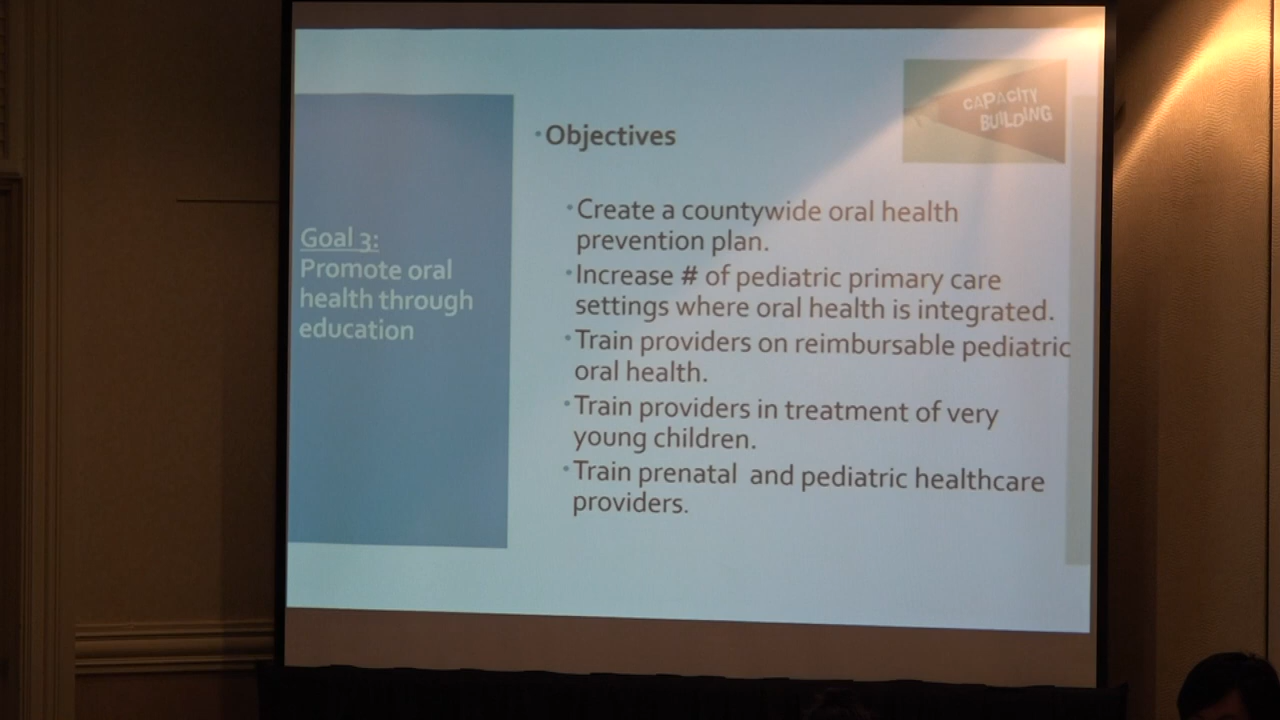 Goal 3:
Promote oral
health through
education
• Objectives
• Create a countywide oral health
prevention plan.
• Increase # of pediatric primary care
settings where oral health is integrated.
• Train providers on reimbursable pediatric
oral health.
• Train providers in treatment of very
young children.
• Train prenatal and pediatric healthcare
providers.
CAPACITY
BUILDING